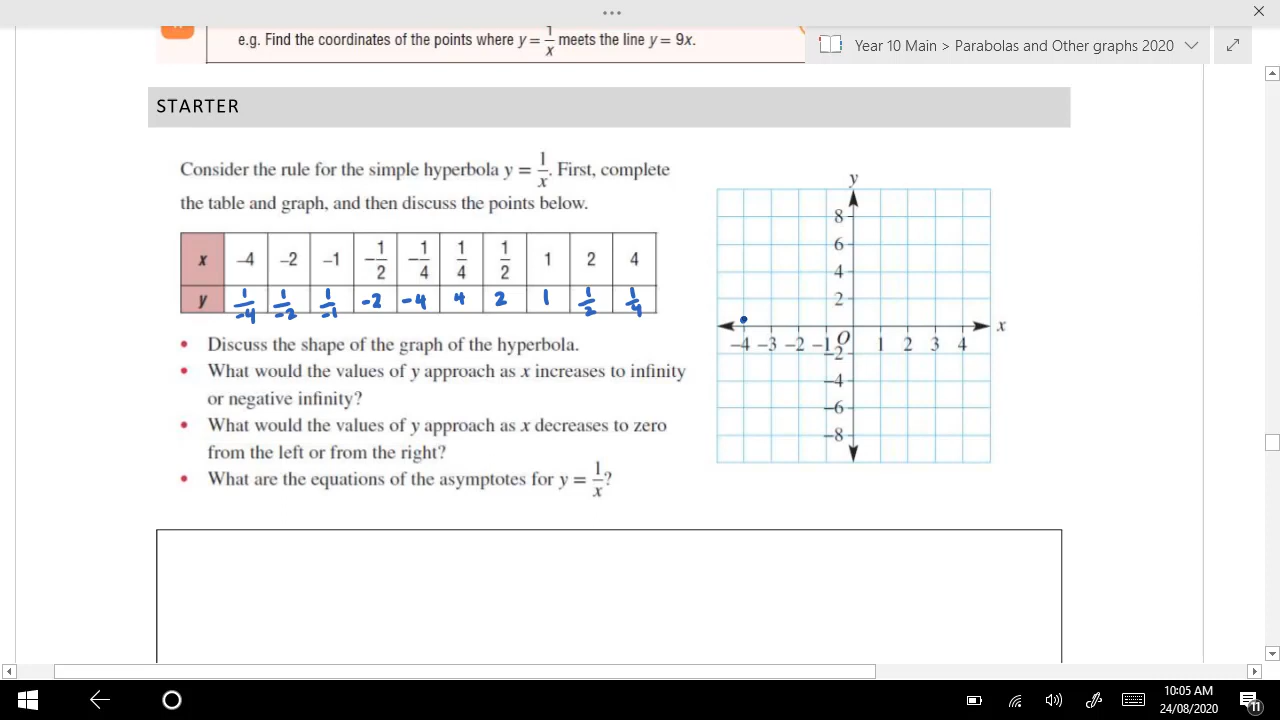 e.g. Find the coordinates of the points where y = 1/x meets the line y = 9x.
Year 10 Main > Parabolas and Other graphs 2020
STARTER
Consider the rule for the simple hyperbola y = 1/x. First, complete
the table and graph, and then discuss the points below.
x -4 -2 -1 -1/2 -1/4 1/4 1/2 1 2 4
y 1/-4 1/-2 1/-1 -2 -4 4 2 1 1/2 1/4
• Discuss the shape of the graph of the hyperbola.
• What would the values of y approach as x increases to infinity
or negative infinity?
• What would the values of y approach as x decreases to zero
from the left or from the right?
• What are the equations of the asymptotes for y = 1/x?
y
8
6
4
2
x
-4 -3 -2 -1 O 1 2 3 4
-2
-4
-6
-8
10:05 AM
24/08/2020
11